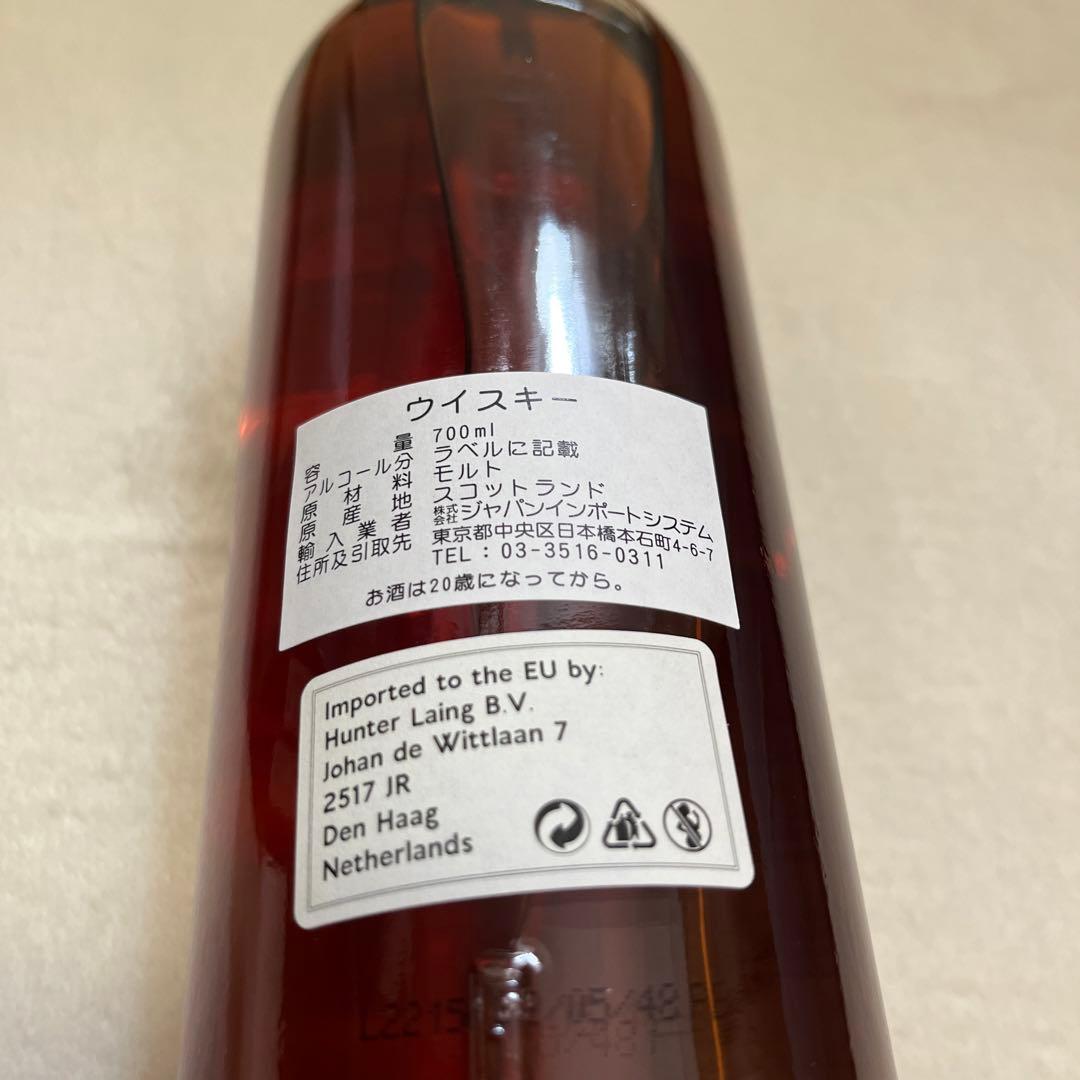 ウイスキー
容量 700ml
アルコール分 ラベルに記載
原材料 モルト
原産地 スコットランド
輸入業者 株式会社ジャパンインポートシステム
住所及引取先 東京都中央区日本橋本石町4-6-7
TEL：03-3516-0311
お酒は20歳になってから。
Imported to the EU by:
Hunter Laing B.V.
Johan de Wittlaan 7
2517 JR
Den Haag
Netherlands